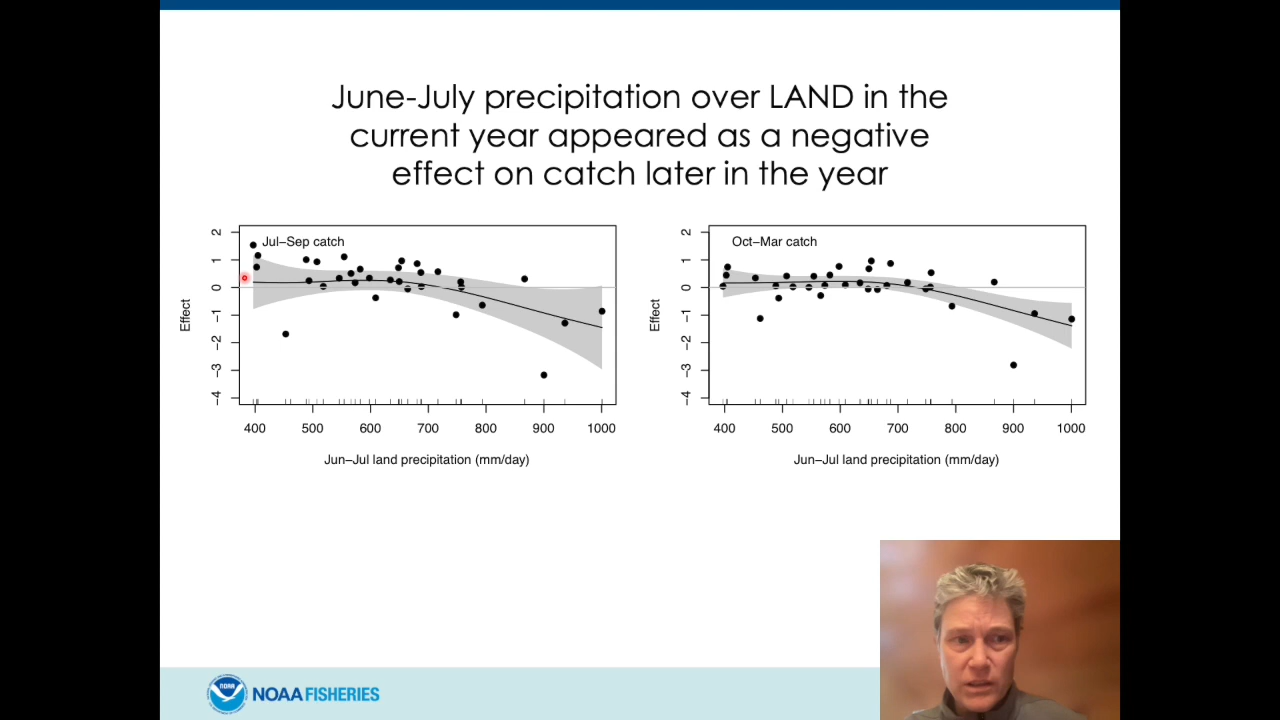 June-July precipitation over LAND in the
current year appeared as a negative
effect on catch later in the year
Jul–Sep catch
Effect
2
1
0
−1
−2
−3
−4
400 500 600 700 800 900 1000
Jun–Jul land precipitation (mm/day)
Oct–Mar catch
Effect
2
1
0
−1
−2
−3
−4
400 500 600 700 800 900 1000
Jun–Jul land precipitation (mm/day)
NOAA
NOAA FISHERIES